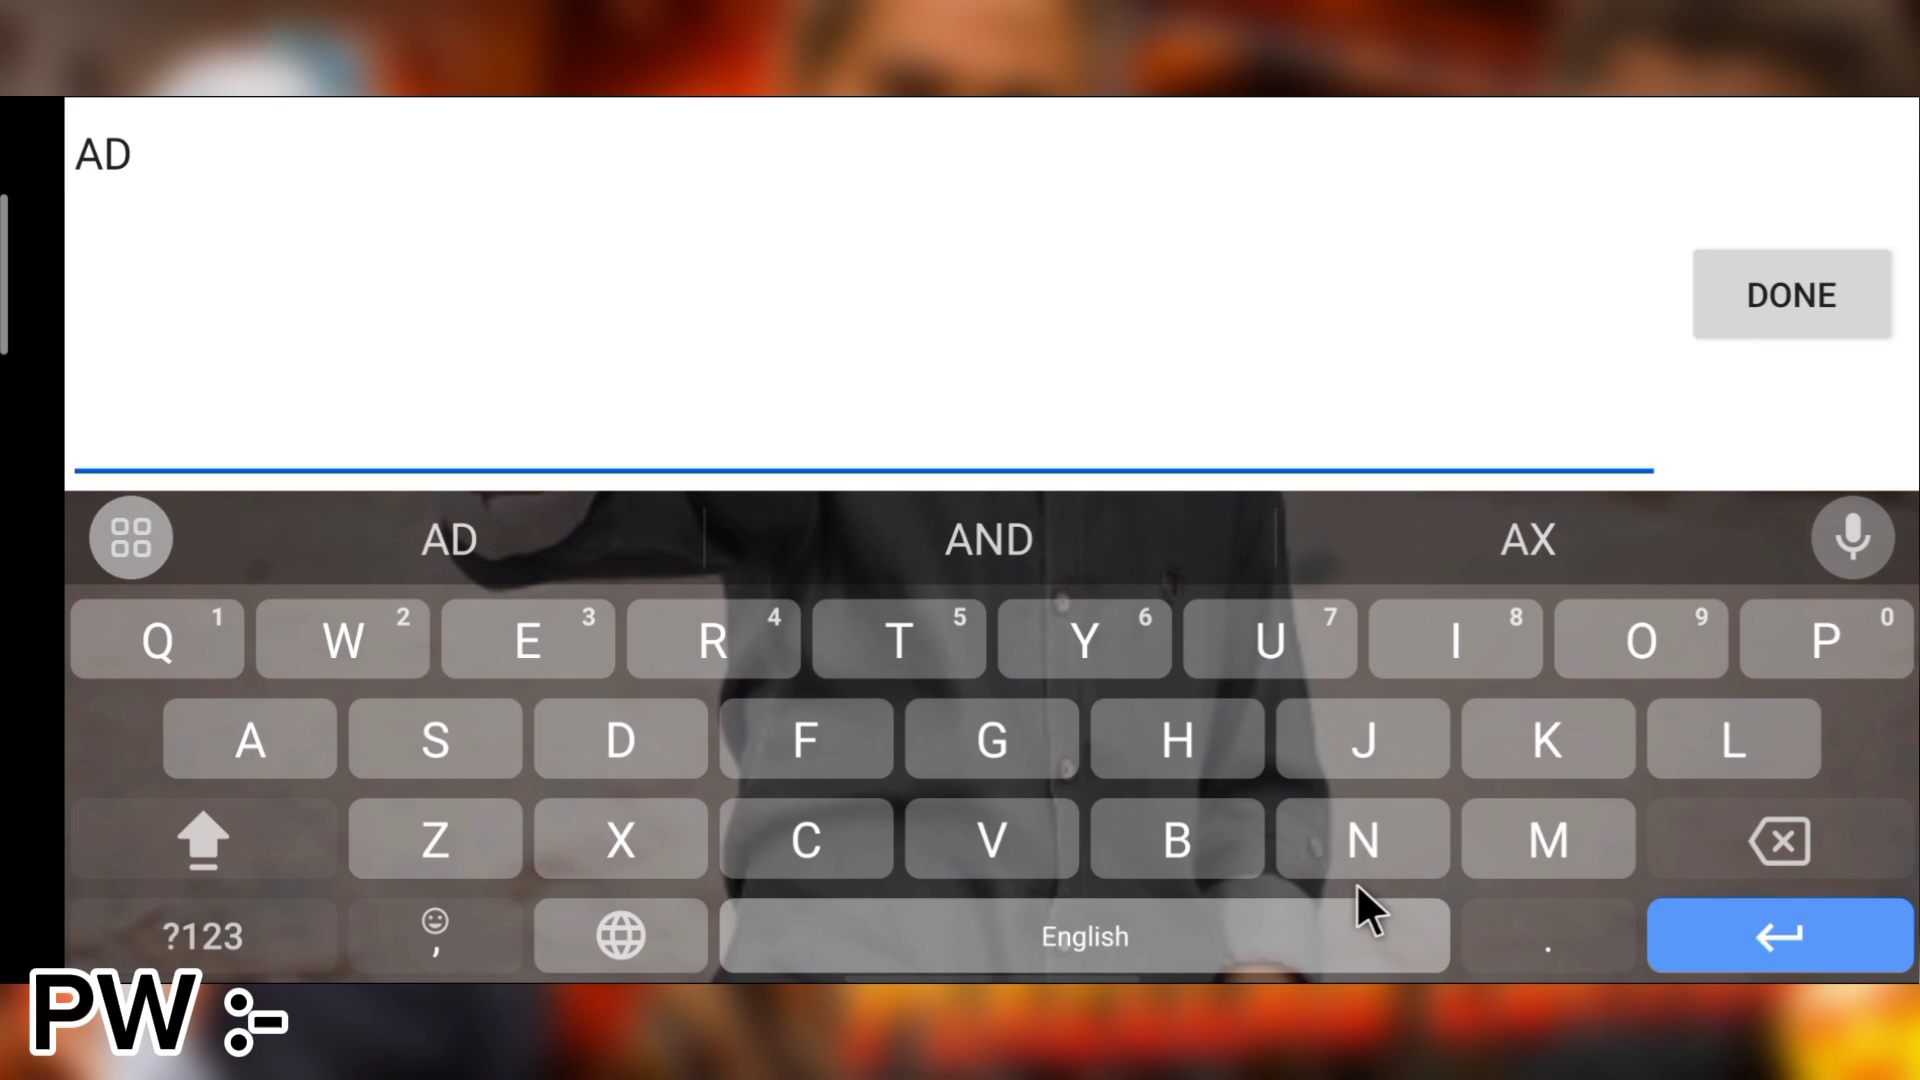 AD
DONE
AD AND AX
Q 1 W 2 E 3 R 4 T 5 Y 6 U 7 I 8 O 9 P 0
A S D F G H J K L
Z X C V B N M
?123 , English .
PW :-